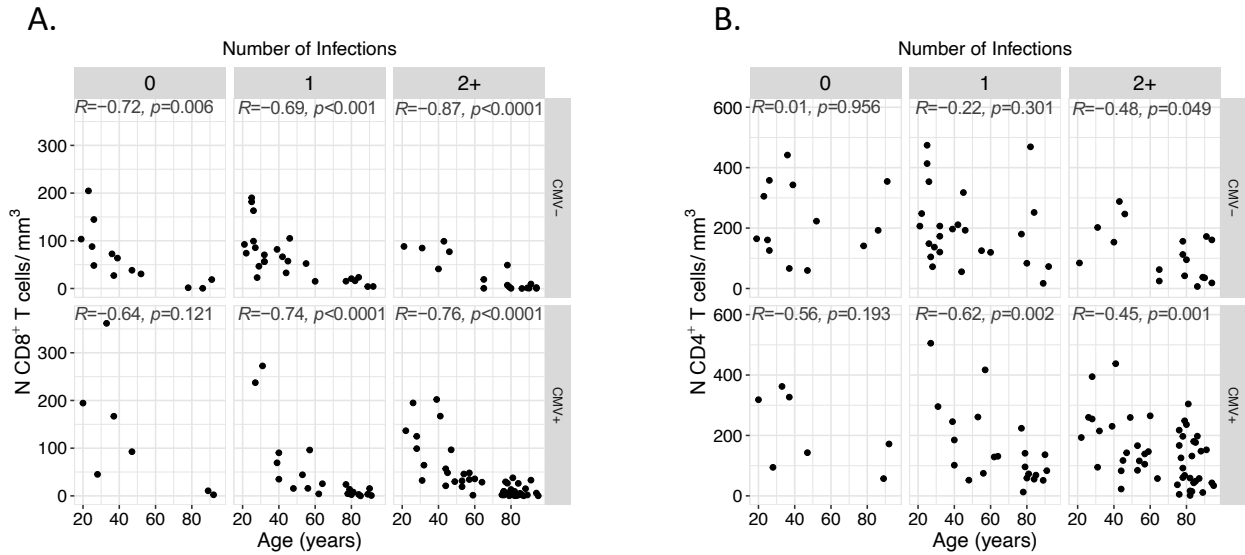 A.
Number of Infections
0 1 2+
R=−0.72, p=0.006 R=−0.69, p<0.001 R=−0.87, p<0.0001
300
200
100
0
CMV−
R=−0.64, p=0.121 R=−0.74, p<0.0001 R=−0.76, p<0.0001
300
200
100
0
CMV+
20 40 60 80 20 40 60 80 20 40 60 80
Age (years)
N CD8+ T cells/ mm³
B.
Number of Infections
0 1 2+
R=0.01, p=0.956 R=−0.22, p=0.301 R=−0.48, p=0.049
600
400
200
0
CMV−
R=−0.56, p=0.193 R=−0.62, p=0.002 R=−0.45, p=0.001
600
400
200
0
CMV+
20 40 60 80 20 40 60 80 20 40 60 80
Age (years)
N CD4+ T cells/ mm³